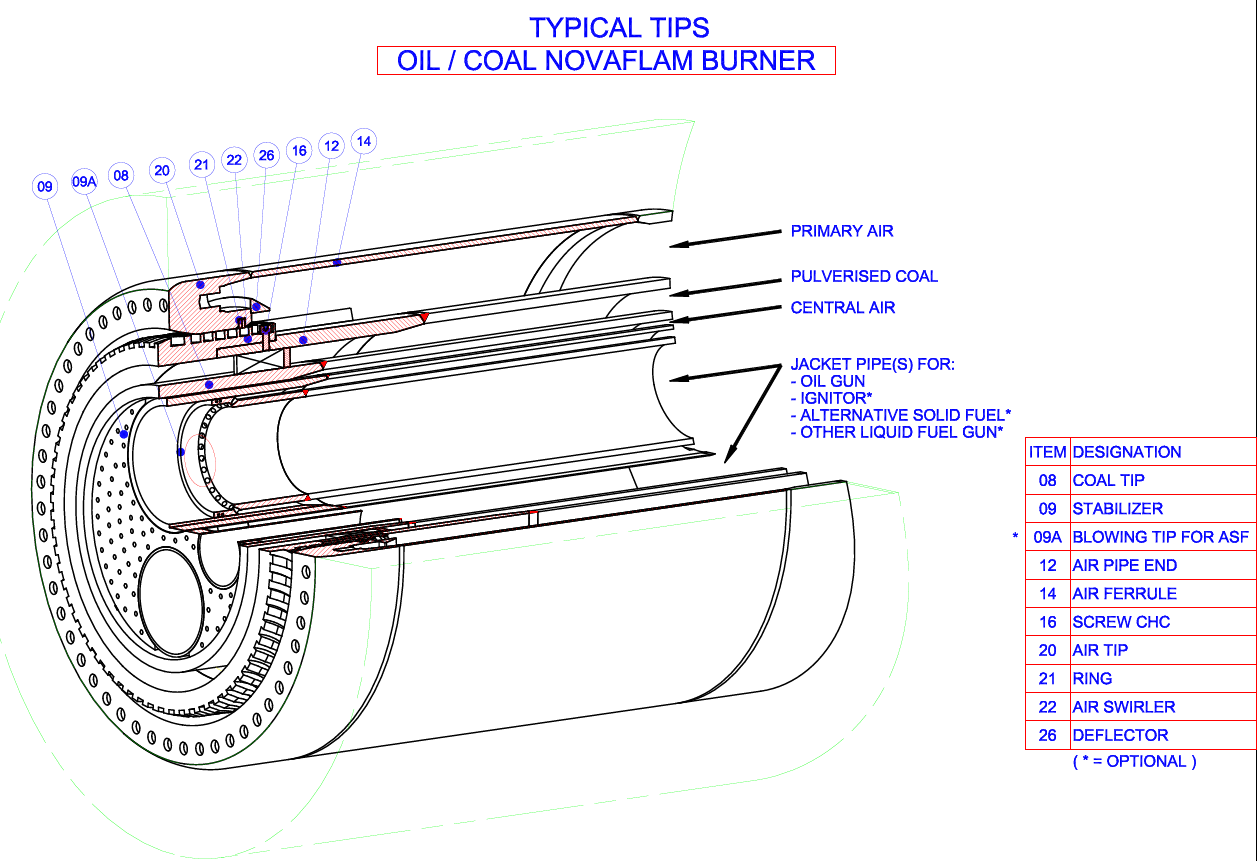 TYPICAL TIPS
OIL / COAL NOVAFLAM BURNER
09
09A
08
20
21
22
26
16
12
14
PRIMARY AIR
PULVERISED COAL
CENTRAL AIR
JACKET PIPE(S) FOR:
- OIL GUN
- IGNITOR*
- ALTERNATIVE SOLID FUEL*
- OTHER LIQUID FUEL GUN*
ITEM DESIGNATION
08 COAL TIP
09 STABILIZER
* 09A BLOWING TIP FOR ASF
12 AIR PIPE END
14 AIR FERRULE
16 SCREW CHC
20 AIR TIP
21 RING
22 AIR SWIRLER
26 DEFLECTOR
( * = OPTIONAL )